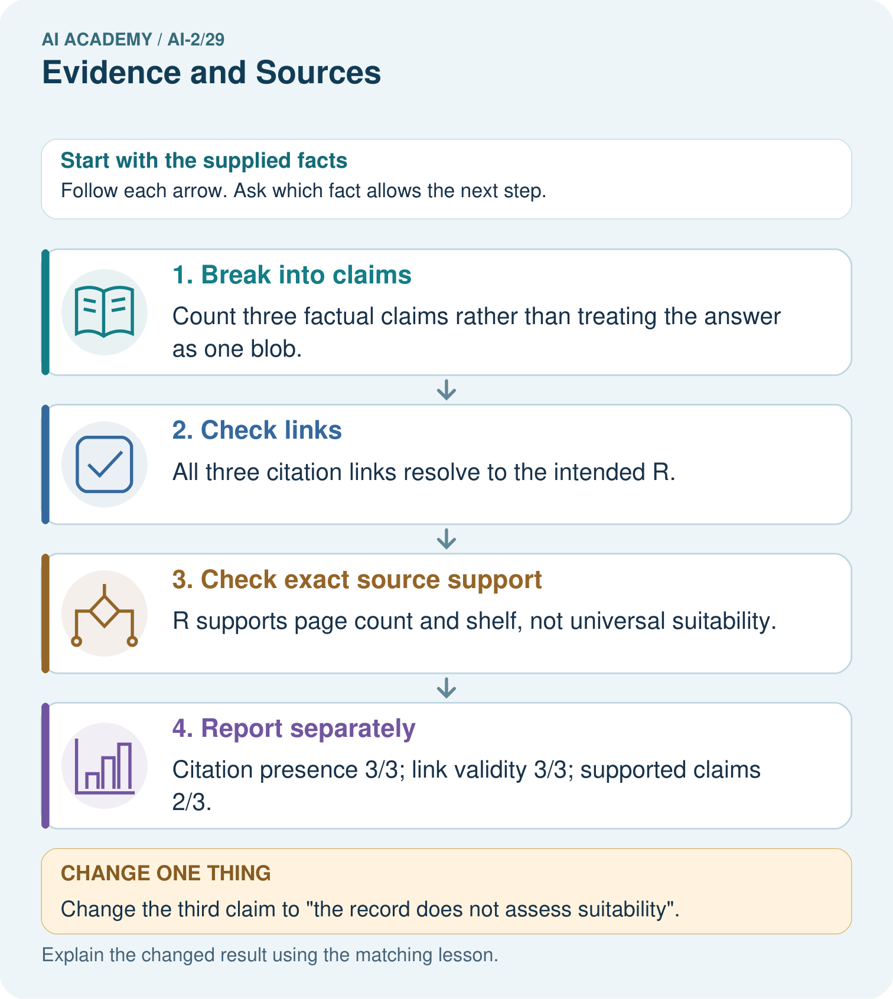 AI ACADEMY / AI-2/29
Evidence and Sources
Start with the supplied facts
Follow each arrow. Ask which fact allows the next step.
1. Break into claims
Count three factual claims rather than treating the answer
as one blob.
2. Check links
All three citation links resolve to the intended R.
3. Check exact source support
R supports page count and shelf, not universal suitability.
4. Report separately
Citation presence 3/3; link validity 3/3; supported claims
2/3.
CHANGE ONE THING
Change the third claim to "the record does not assess suitability".
Explain the changed result using the matching lesson.